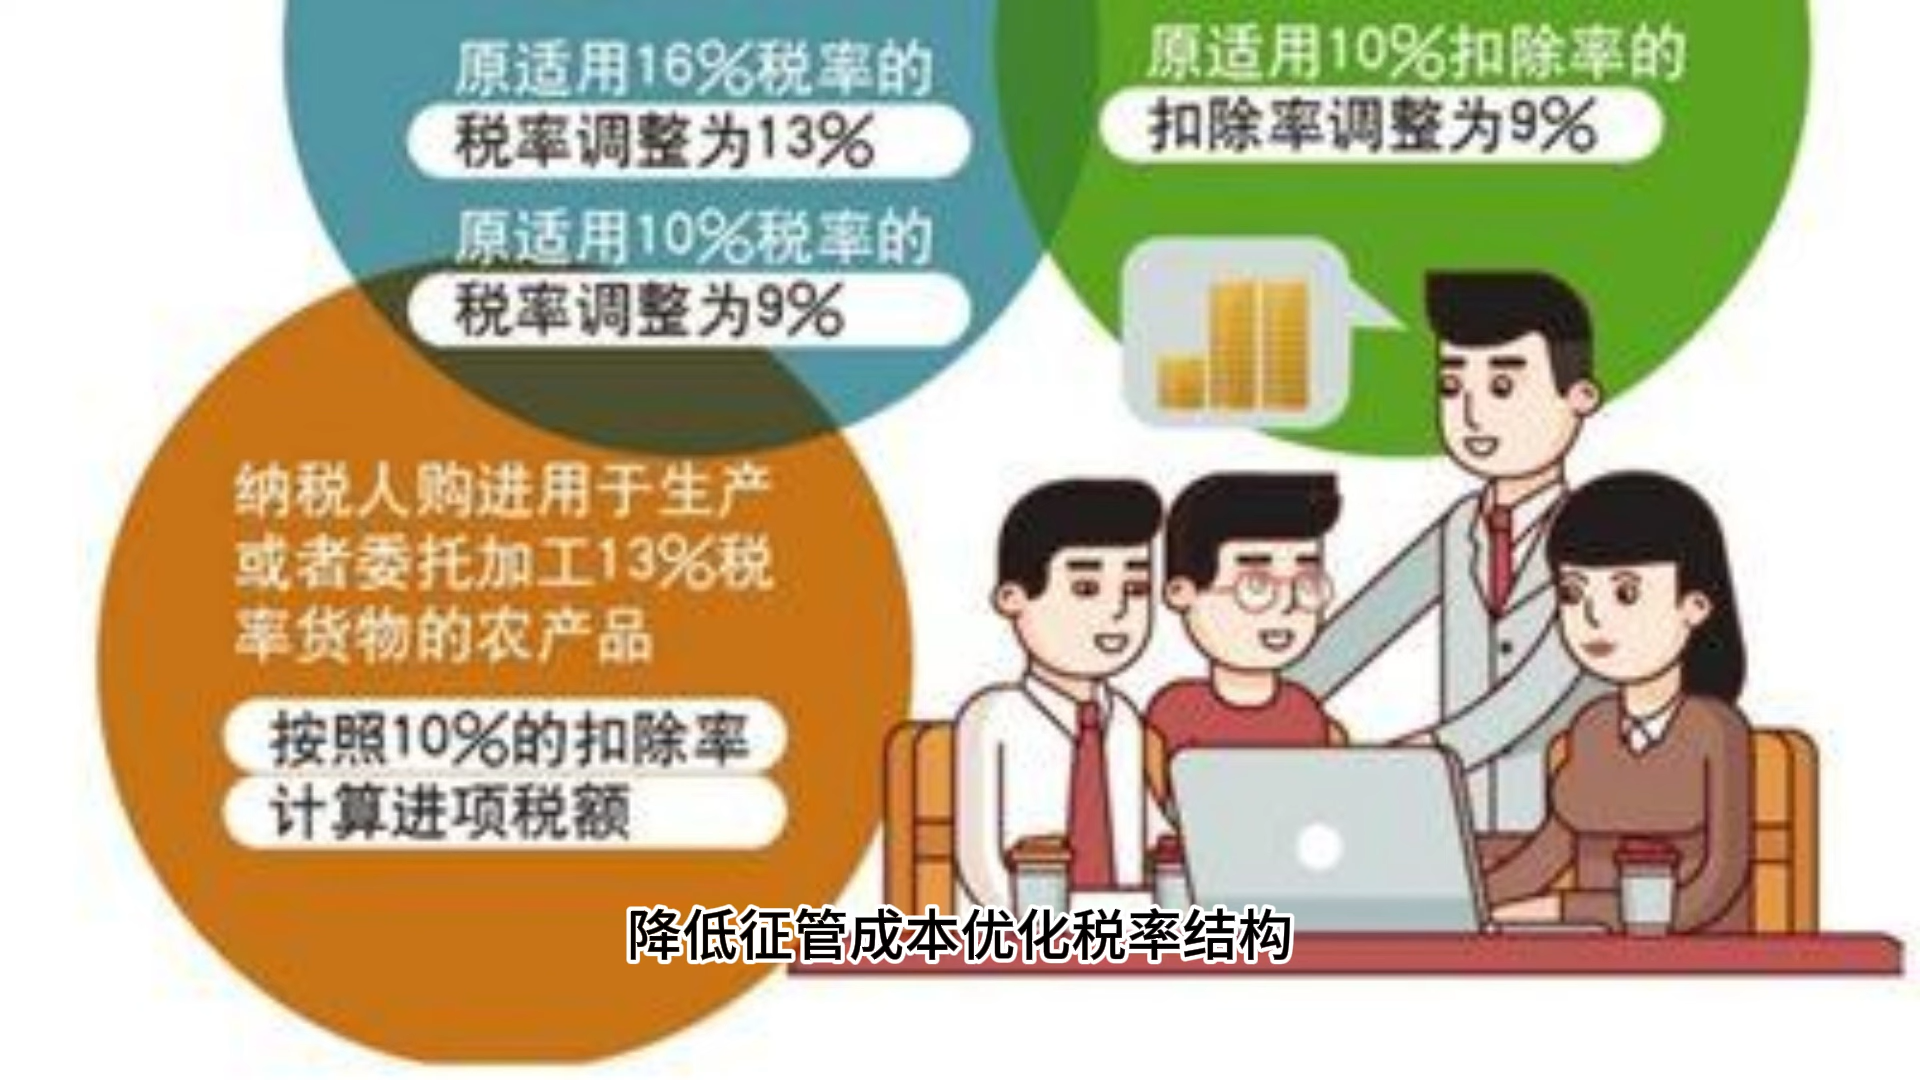 原适用16%税率的
税率调整为13%
原适用10%税率的
税率调整为9%
原适用10%扣除率的
扣除率调整为9%
纳税人购进用于生产
或者委托加工13%税
率货物的农产品
按照10%的扣除率
计算进项税额
降低征管成本优化税率结构